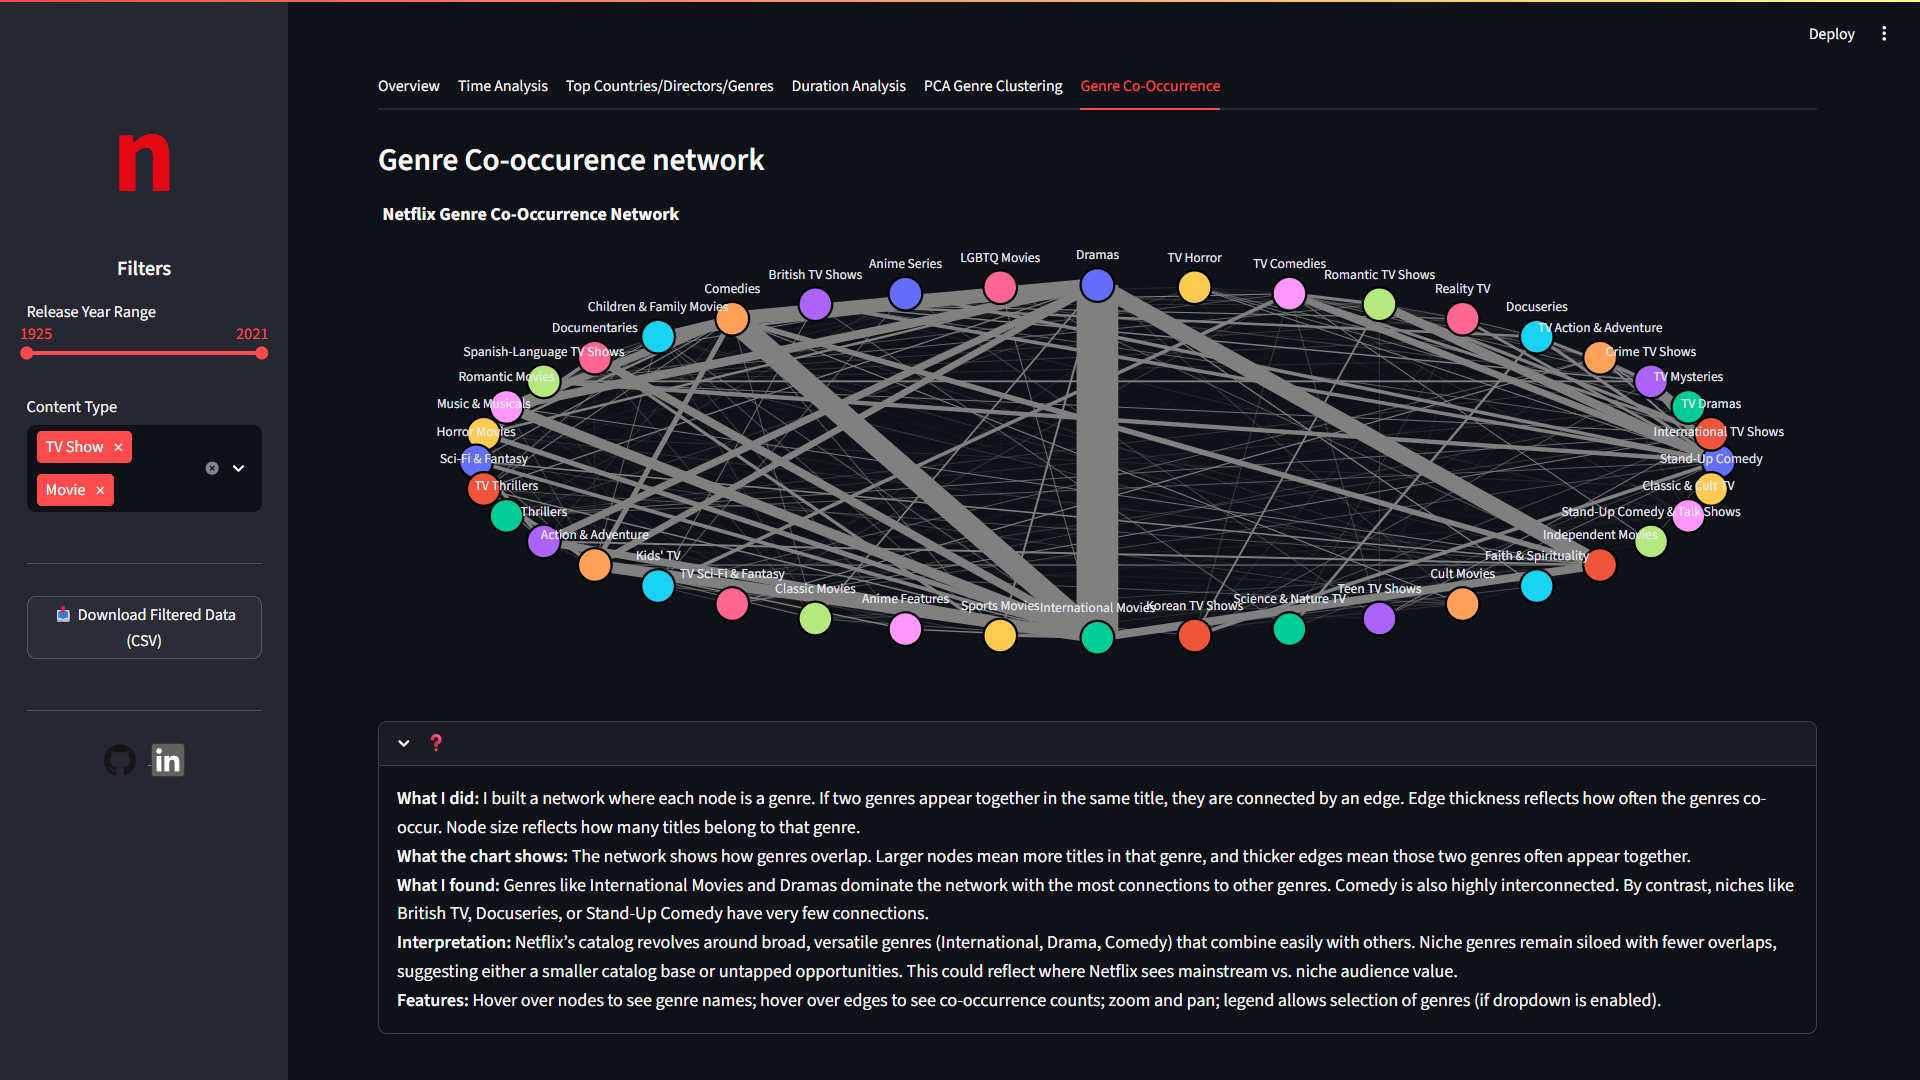 Deploy
n
Filters
Release Year Range
1925 2021
Content Type
TV Show ×
Movie ×
Download Filtered Data
(CSV)
in
Overview Time Analysis Top Countries/Directors/Genres Duration Analysis PCA Genre Clustering Genre Co-Occurrence
Genre Co-occurence network
Netflix Genre Co-Occurrence Network
Dramas
LGBTQ Movies
TV Horror
Anime Series
TV Comedies
British TV Shows
Romantic TV Shows
Comedies
Reality TV
Children & Family Movies
Docuseries
Documentaries
TV Action & Adventure
Spanish-Language TV Shows
Crime TV Shows
Romantic Movies
TV Mysteries
Music & Musicals
TV Dramas
Horror Movies
International TV Shows
Sci-Fi & Fantasy
Stand-Up Comedy
TV Thrillers
Classic & Cult TV
Thrillers
Stand-Up Comedy & Talk Shows
Action & Adventure
Independent Movies
Kids' TV
Faith & Spirituality
TV Sci-Fi & Fantasy
Cult Movies
Classic Movies
Teen TV Shows
Anime Features
Science & Nature TV
Sports Movies
International Movies
Korean TV Shows
❓
What I did: I built a network where each node is a genre. If two genres appear together in the same title, they are connected by an edge. Edge thickness reflects how often the genres co-
occur. Node size reflects how many titles belong to that genre.
What the chart shows: The network shows how genres overlap. Larger nodes mean more titles in that genre, and thicker edges mean those two genres often appear together.
What I found: Genres like International Movies and Dramas dominate the network with the most connections to other genres. Comedy is also highly interconnected. By contrast, niches like
British TV, Docuseries, or Stand-Up Comedy have very few connections.
Interpretation: Netflix’s catalog revolves around broad, versatile genres (International, Drama, Comedy) that combine easily with others. Niche genres remain siloed with fewer overlaps,
suggesting either a smaller catalog base or untapped opportunities. This could reflect where Netflix sees mainstream vs. niche audience value.
Features: Hover over nodes to see genre names; hover over edges to see co-occurrence counts; zoom and pan; legend allows selection of genres (if dropdown is enabled).